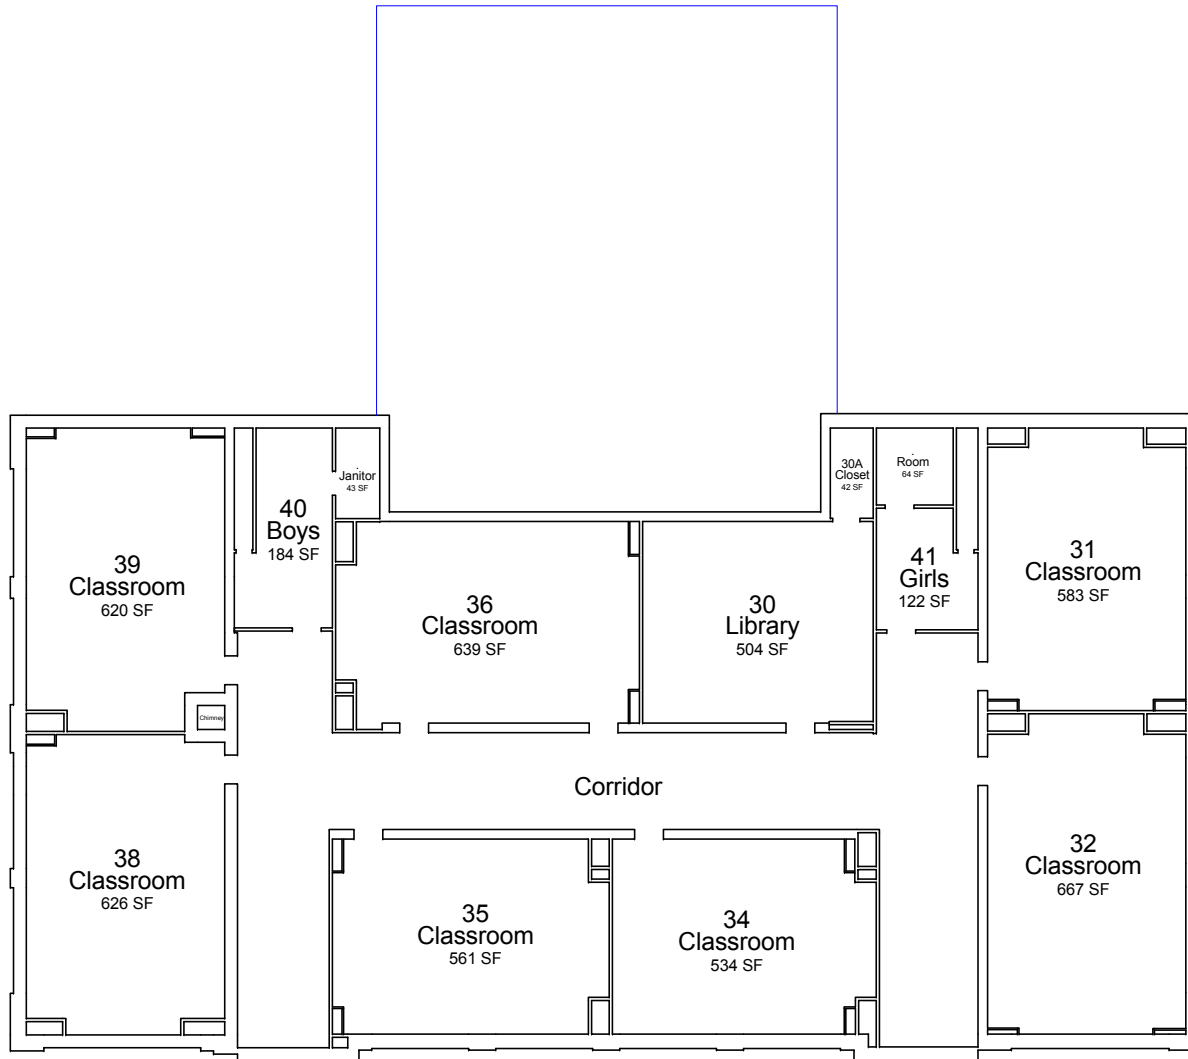 Janitor
43 SF
30A
Closet
42 SF
Room
64 SF
40
Boys
184 SF
39
Classroom
620 SF
36
Classroom
639 SF
30
Library
504 SF
41
Girls
122 SF
31
Classroom
583 SF
Chimney
Corridor
38
Classroom
626 SF
35
Classroom
561 SF
34
Classroom
534 SF
32
Classroom
667 SF